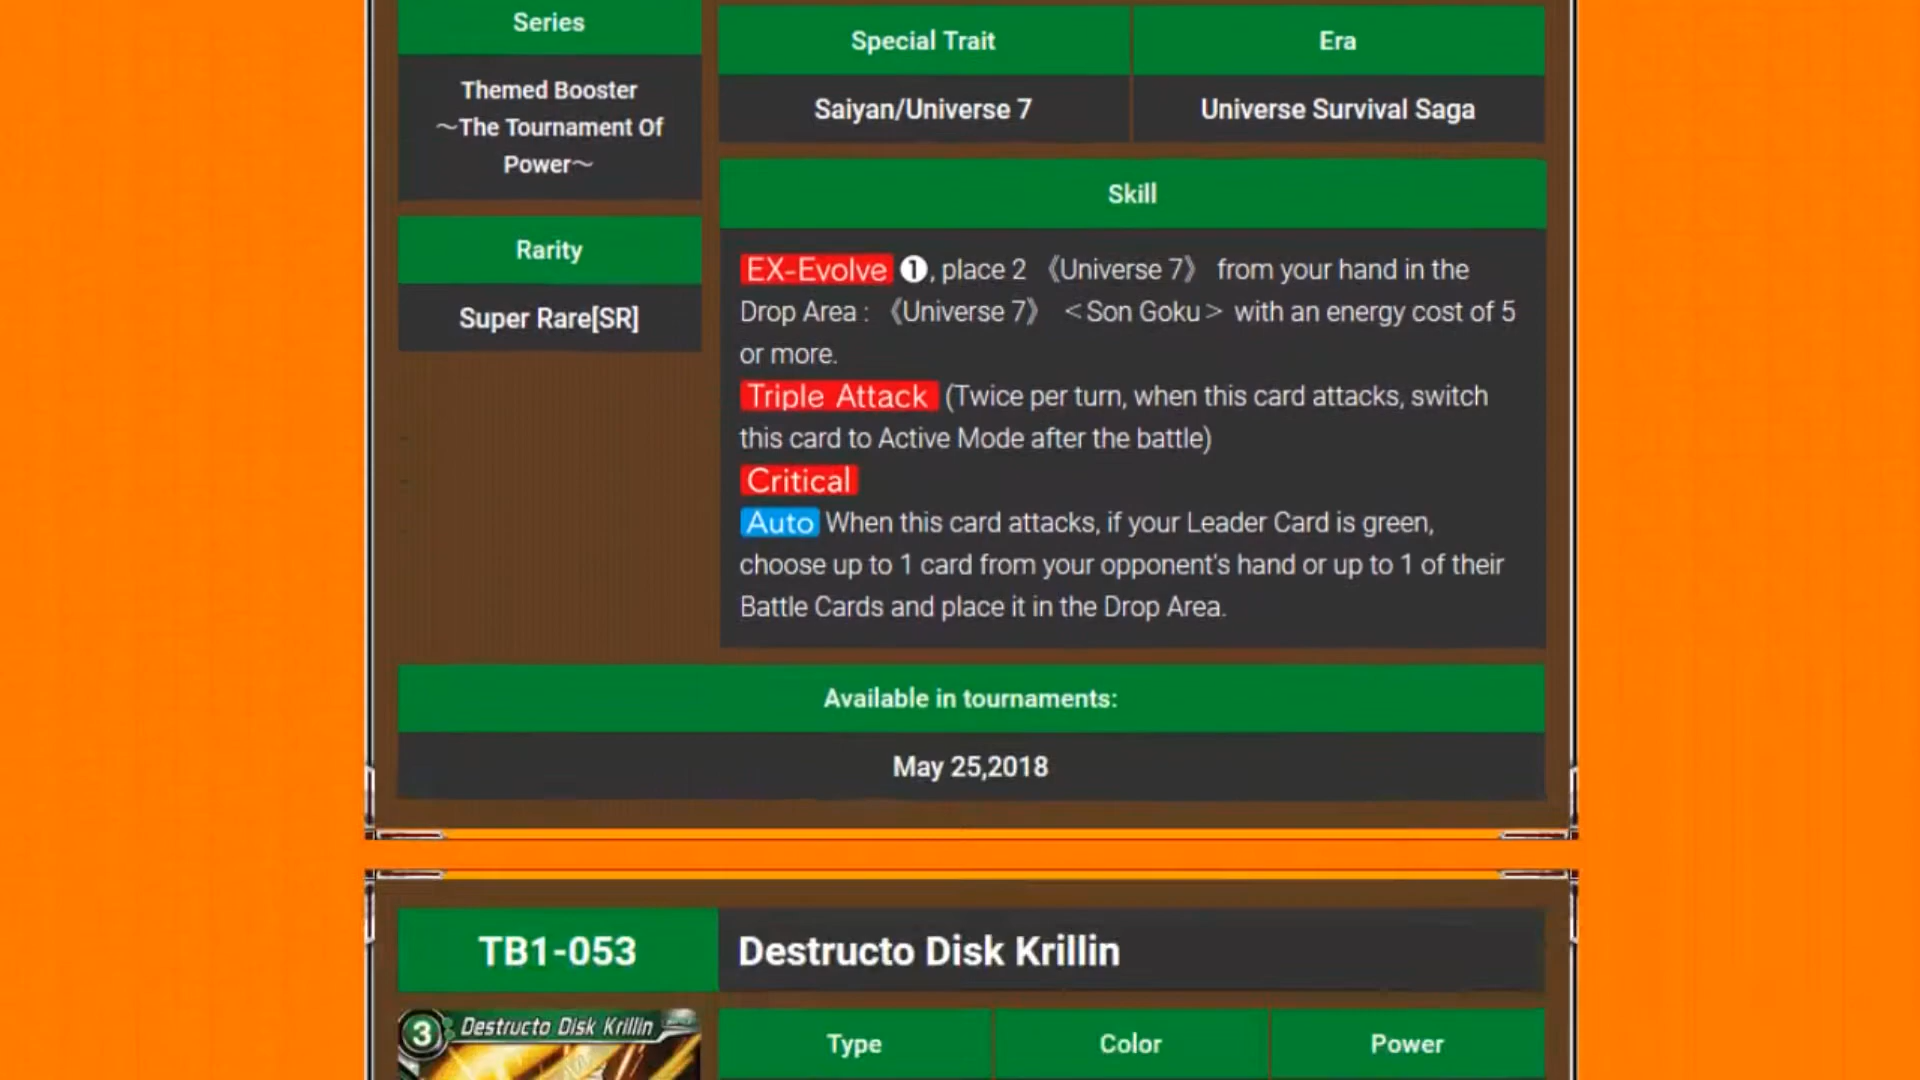 Series
Themed Booster
～The Tournament Of
Power～
Rarity
Super Rare[SR]
Special Trait
Era
Saiyan/Universe 7
Universe Survival Saga
Skill
EX-Evolve ❶, place 2 《Universe 7》 from your hand in the
Drop Area : 《Universe 7》 ＜Son Goku＞ with an energy cost of 5
or more.
Triple Attack (Twice per turn, when this card attacks, switch
this card to Active Mode after the battle)
Critical
Auto When this card attacks, if your Leader Card is green,
choose up to 1 card from your opponent's hand or up to 1 of their
Battle Cards and place it in the Drop Area.
Available in tournaments:
May 25,2018
TB1-053
Destructo Disk Krillin
3 Destructo Disk Krillin
Type
Color
Power